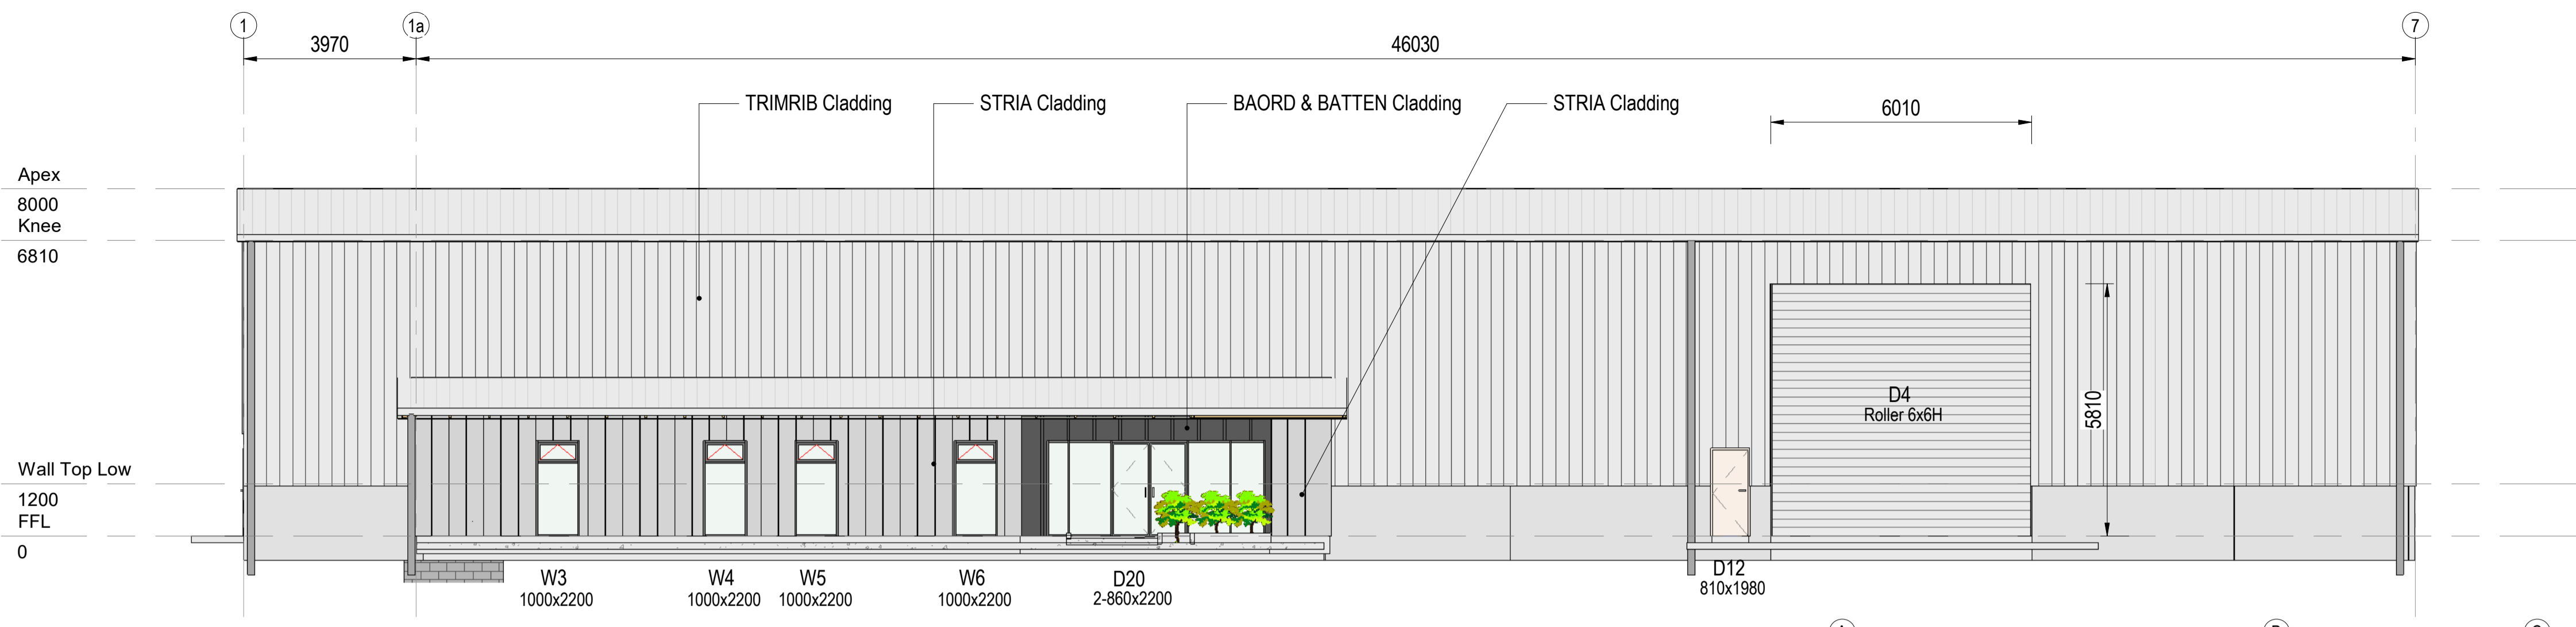 1
1a
7
3970
46030
TRIMRIB Cladding
STRIA Cladding
BAORD & BATTEN Cladding
STRIA Cladding
6010
Apex
8000
Knee
6810
D4
Roller 6x6H
5810
Wall Top Low
1200
FFL
0
W3
1000x2200
W4
1000x2200
W5
1000x2200
W6
1000x2200
D20
2-860x2200
D12
810x1980